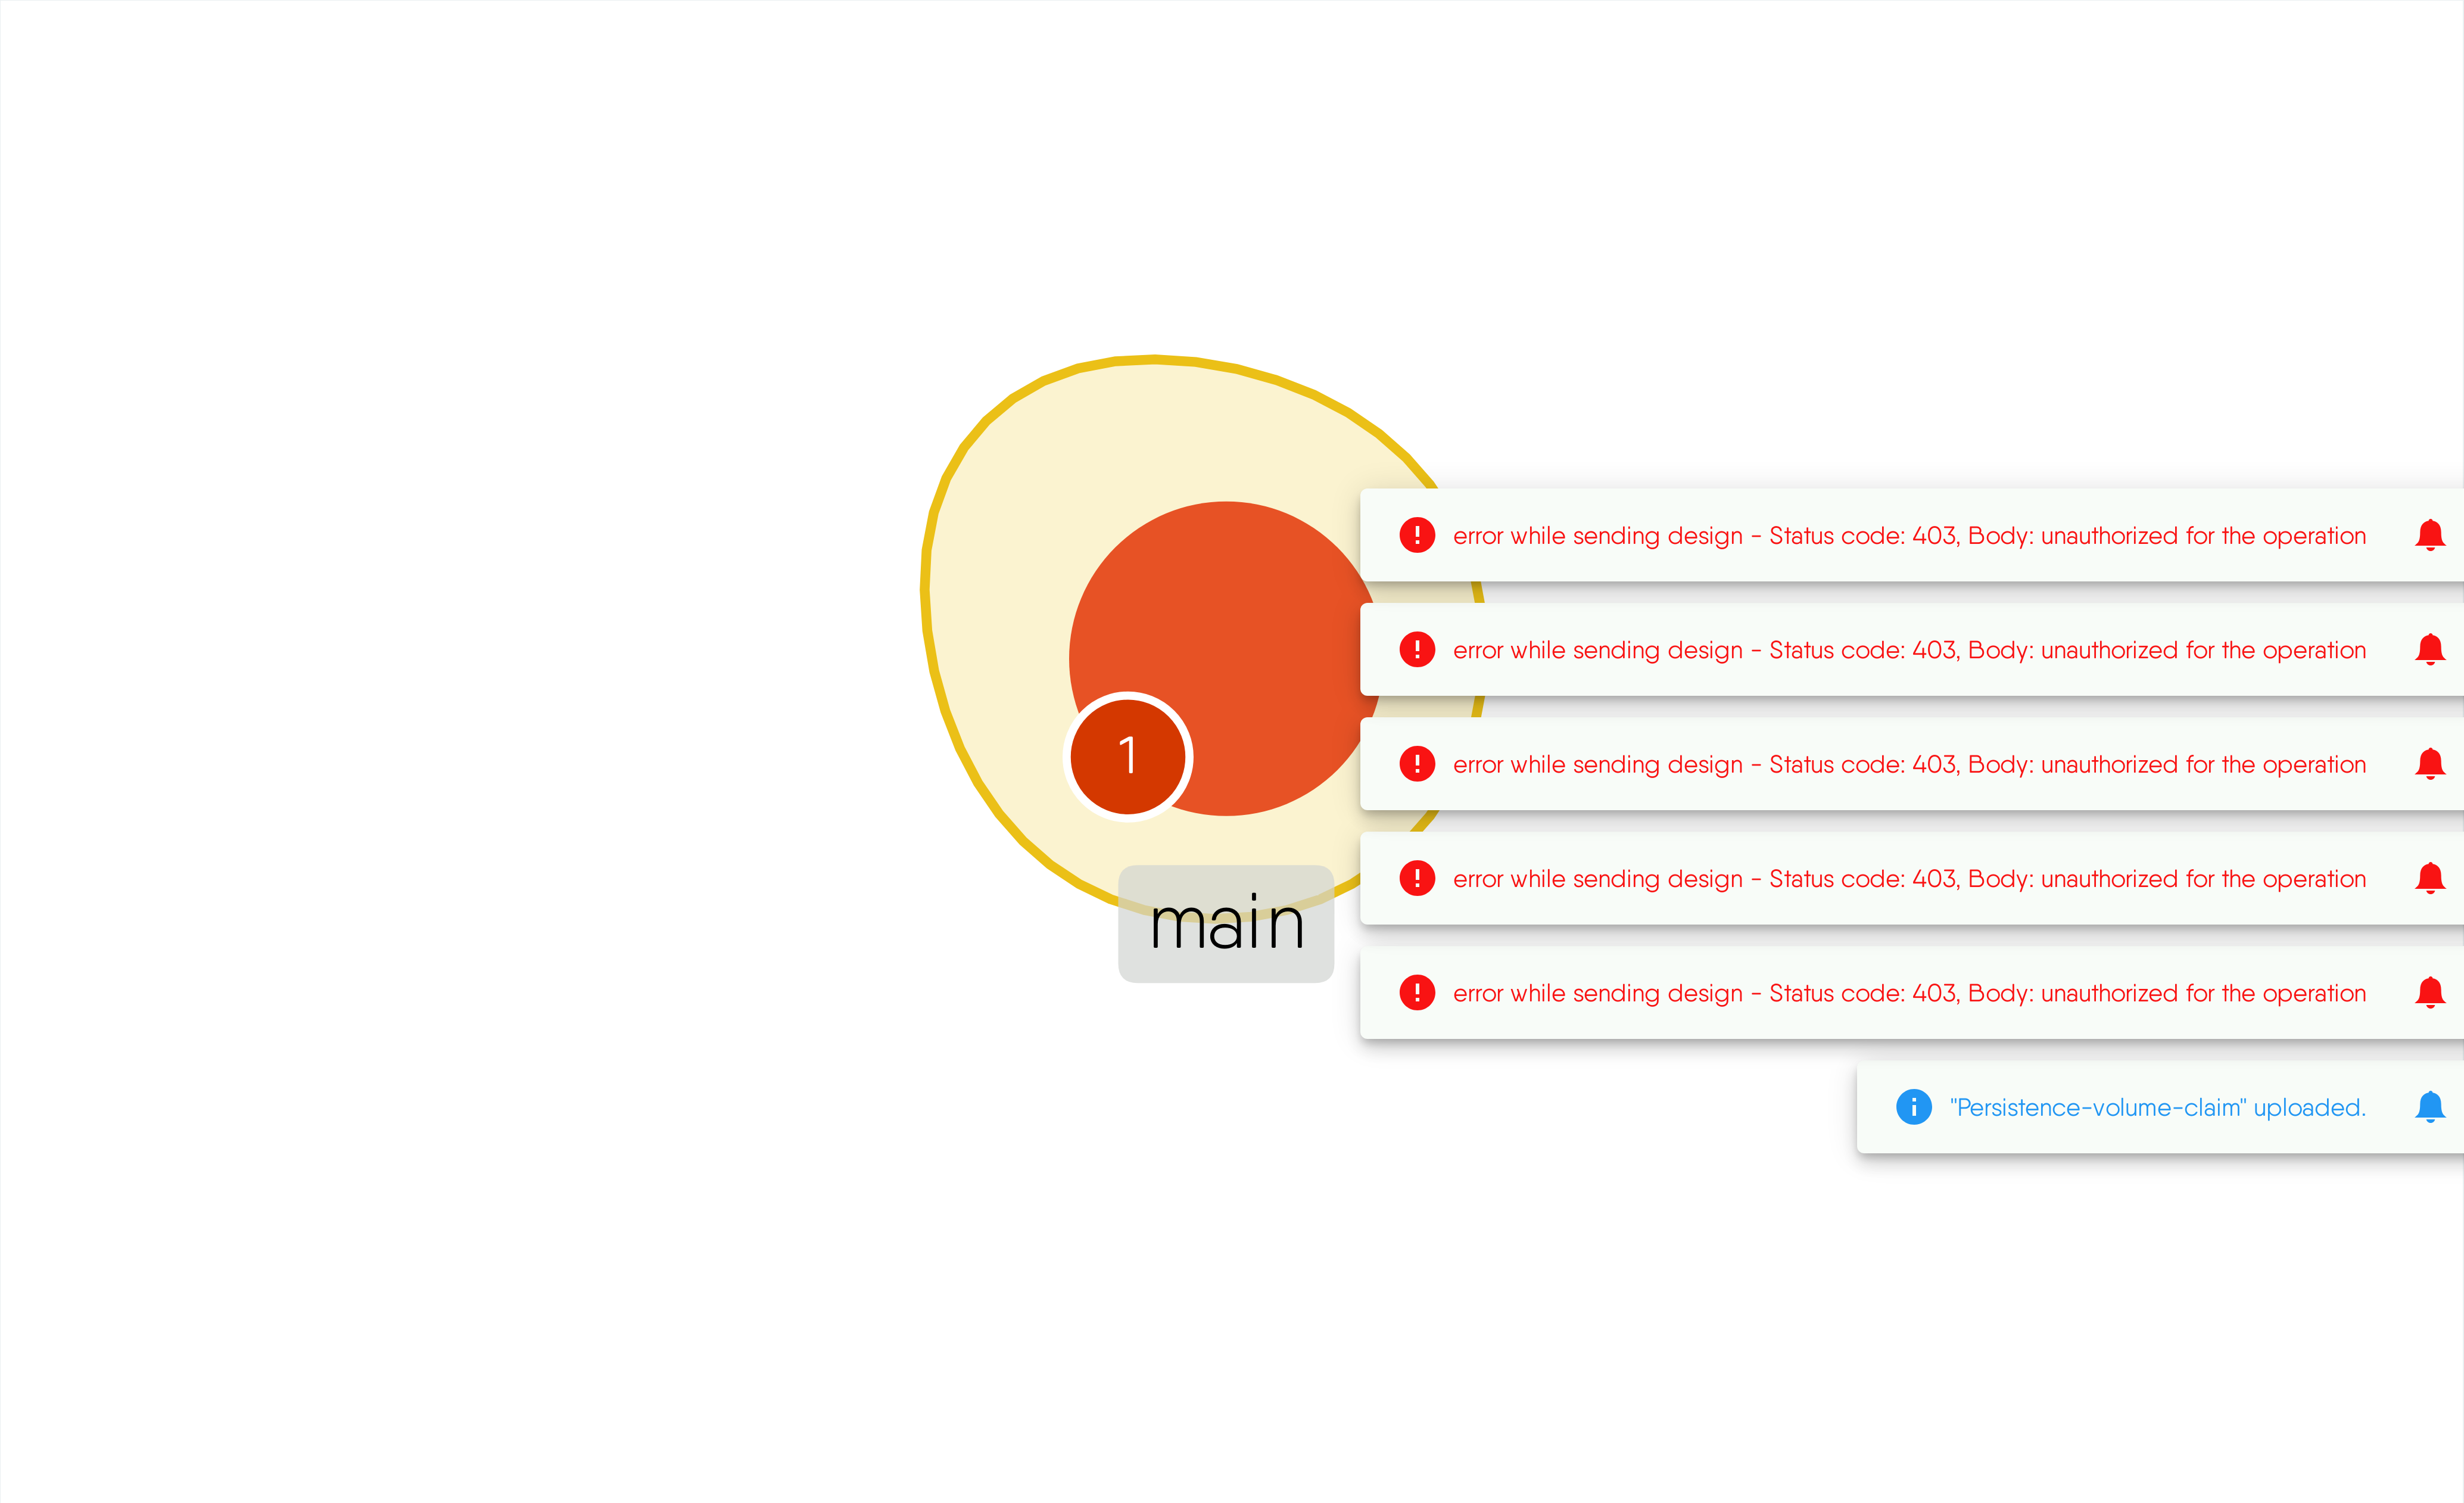 error while sending design - Status code: 403, Body: unauthorized for the operation
error while sending design - Status code: 403, Body: unauthorized for the operation
1
error while sending design - Status code: 403, Body: unauthorized for the operation
error while sending design - Status code: 403, Body: unauthorized for the operation
main
error while sending design - Status code: 403, Body: unauthorized for the operation
"Persistence-volume-claim" uploaded.